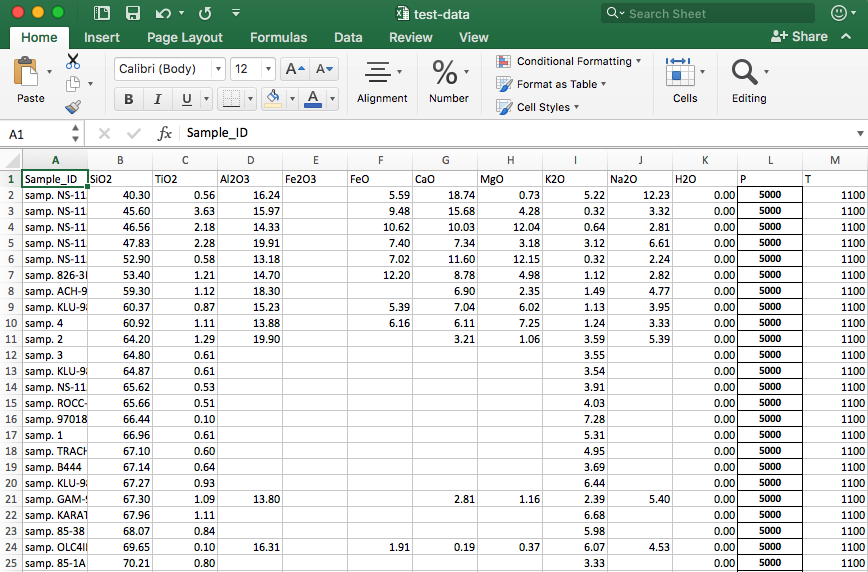 test-data
Search Sheet
Home Insert Page Layout Formulas Data Review View Share
Paste
Calibri (Body) 12 A A
B I U A
Alignment
%
Number
Conditional Formatting
Format as Table
Cell Styles
Cells
Editing
A1 fx Sample_ID
A B C D E F G H I J K L M
1 Sample_ID SiO2 TiO2 Al2O3 Fe2O3 FeO CaO MgO K2O Na2O H2O P T
2 samp. NS-11 40.30 0.56 16.24 5.59 18.74 0.73 5.22 12.23 0.00 5000 1100
3 samp. NS-11 45.60 3.63 15.97 9.48 15.68 4.28 0.32 3.32 0.00 5000 1100
4 samp. NS-11 46.56 2.18 14.33 10.62 10.03 12.04 0.64 2.81 0.00 5000 1100
5 samp. NS-11 47.83 2.28 19.91 7.40 7.34 3.18 3.12 6.61 0.00 5000 1100
6 samp. NS-11 52.90 0.58 13.18 7.02 11.60 12.15 0.32 2.24 0.00 5000 1100
7 samp. 826-3 53.40 1.21 14.70 12.20 8.78 4.98 1.12 2.82 0.00 5000 1100
8 samp. ACH-9 59.30 1.12 18.30 6.90 2.35 1.49 4.77 0.00 5000 1100
9 samp. KLU-98 60.37 0.87 15.23 5.39 7.04 6.02 1.13 3.95 0.00 5000 1100
10 samp. 4 60.92 1.11 13.88 6.16 6.11 7.25 1.24 3.33 0.00 5000 1100
11 samp. 2 64.20 1.29 19.90 3.21 1.06 3.59 5.39 0.00 5000 1100
12 samp. 3 64.80 0.61 3.55 0.00 5000 1100
13 samp. KLU-98 64.87 0.61 3.54 0.00 5000 1100
14 samp. NS-11 65.62 0.53 3.91 0.00 5000 1100
15 samp. ROCC- 65.66 0.51 4.03 0.00 5000 1100
16 samp. 97018 66.44 0.10 7.28 0.00 5000 1100
17 samp. 1 66.96 0.61 5.31 0.00 5000 1100
18 samp. TRACH 67.10 0.60 4.95 0.00 5000 1100
19 samp. B444 67.14 0.64 3.69 0.00 5000 1100
20 samp. KLU-98 67.27 0.93 6.44 0.00 5000 1100
21 samp. GAM-9 67.30 1.09 13.80 2.81 1.16 2.39 5.40 0.00 5000 1100
22 samp. KARAT 67.96 1.11 6.68 0.00 5000 1100
23 samp. 85-38 68.07 0.84 5.98 0.00 5000 1100
24 samp. OLC4 69.65 0.10 16.31 1.91 0.19 0.37 6.07 4.53 0.00 5000 1100
25 samp. 85-1A 70.21 0.80 3.33 0.00 5000 1100